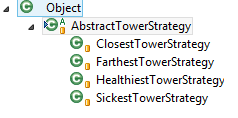 Object
AbstractTowerStrategy
ClosestTowerStrategy
FarthestTowerStrategy
HealthiestTowerStrategy
SickestTowerStrategy